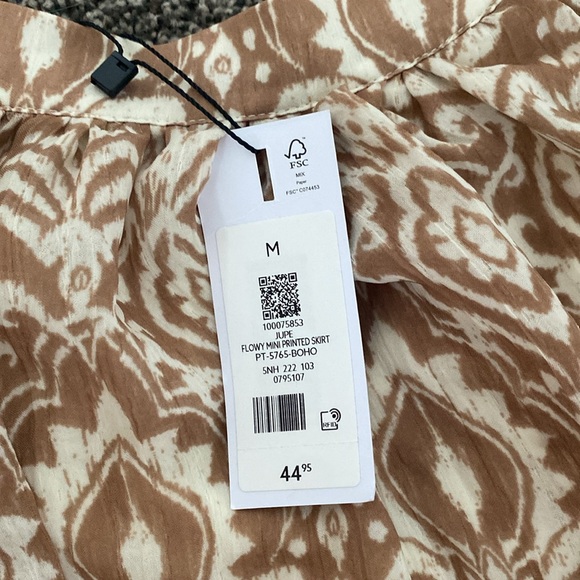 FSC
MIX
Paper
FSC® C074453
M
100075853
JUPE
FLOWY MINI PRINTED SKIRT
PT-5765-BOHO
5NH 222 103
0795107
RFID
44.95